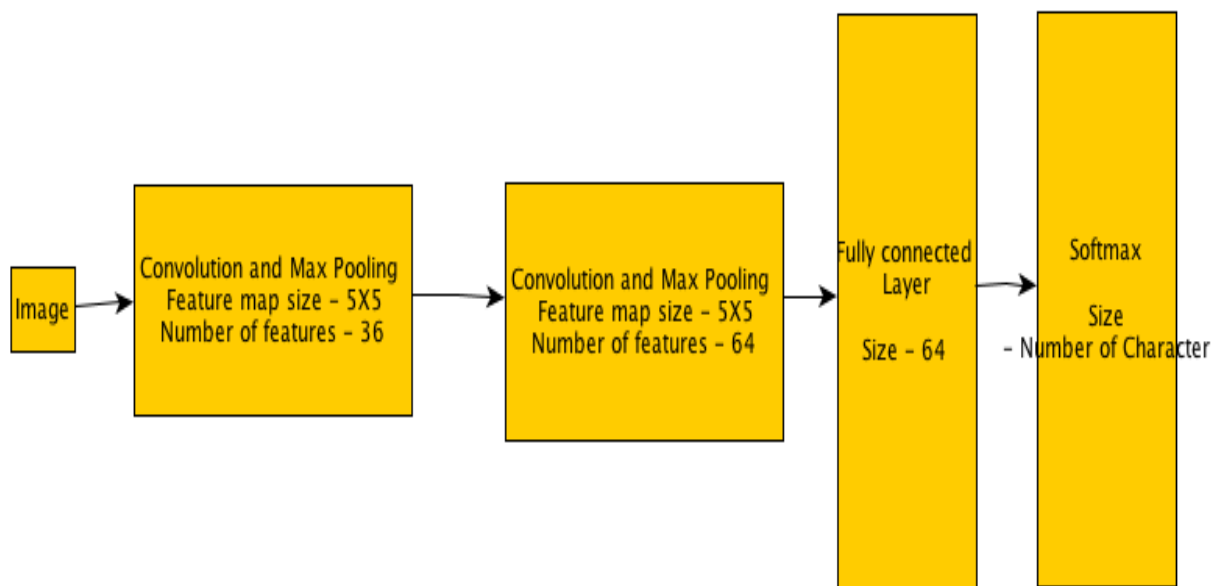 Image
Convolution and Max Pooling
Feature map size – 5X5
Number of features – 36
Convolution and Max Pooling
Feature map size – 5X5
Number of features – 64
Fully connected
Layer
Size – 64
Softmax
Size
– Number of Character